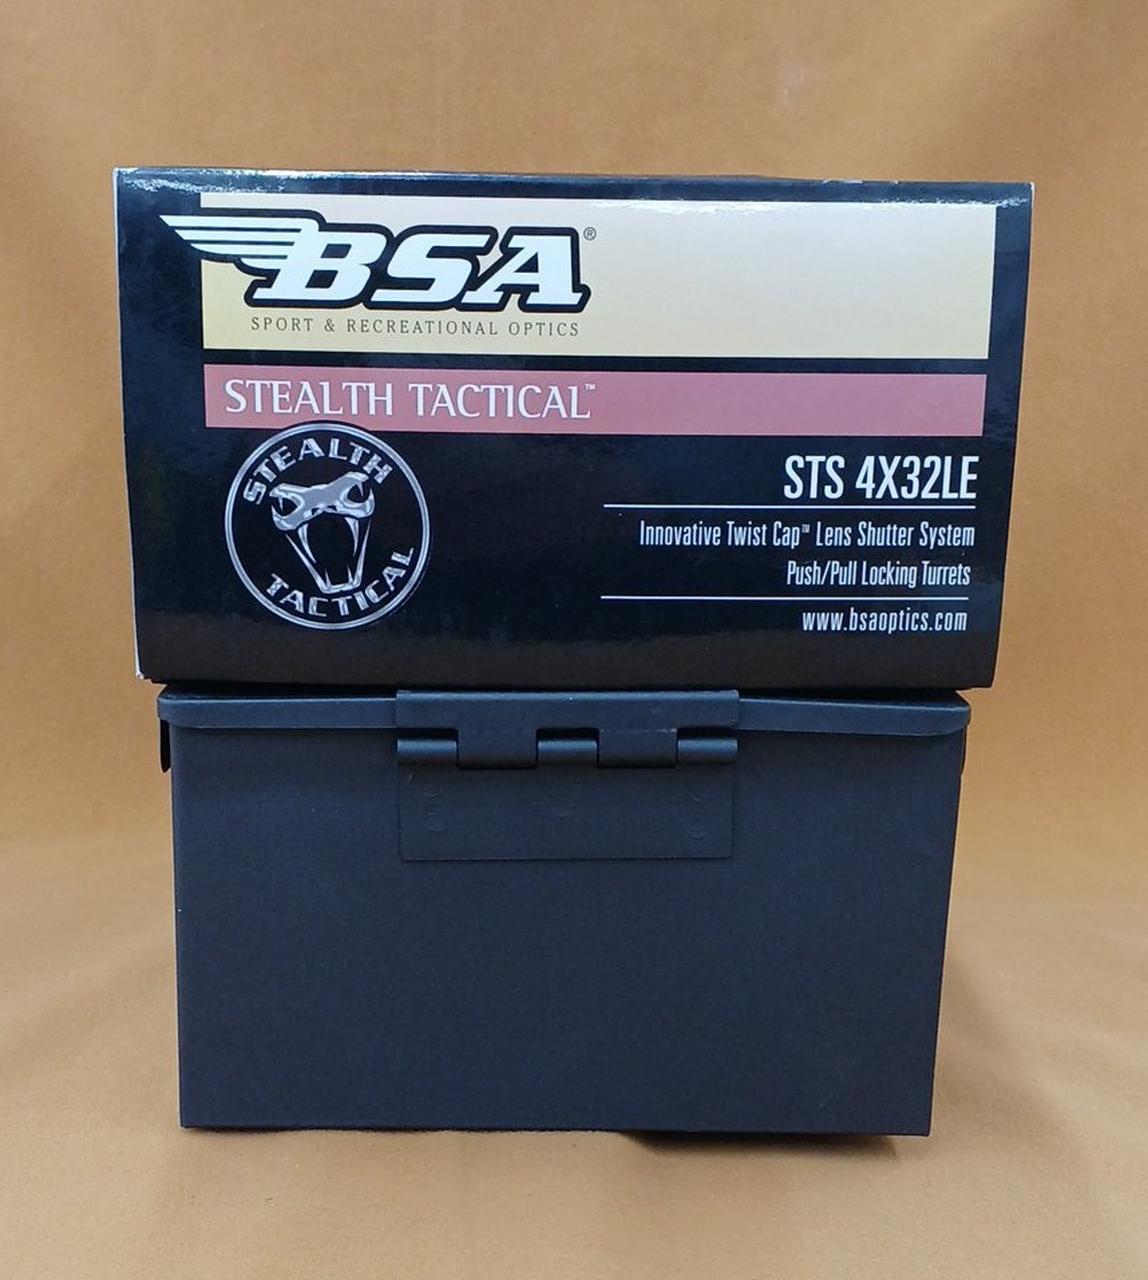 BSA®
SPORT & RECREATIONAL OPTICS
STEALTH TACTICAL™
STEALTH
TACTICAL
STS 4X32LE
Innovative Twist Cap™ Lens Shutter System
Push/Pull Locking Turrets
www.bsaoptics.com